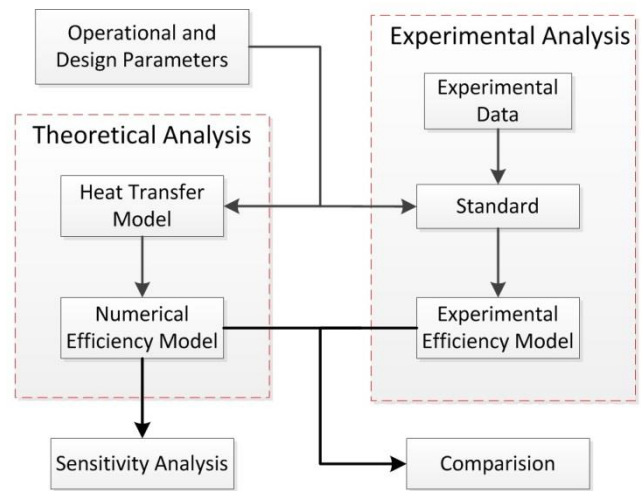 Operational and
Design Parameters
Experimental Analysis
Experimental
Data
Theoretical Analysis
Heat Transfer
Model
Standard
Numerical
Efficiency Model
Experimental
Efficiency Model
Sensitivity Analysis
Comparision